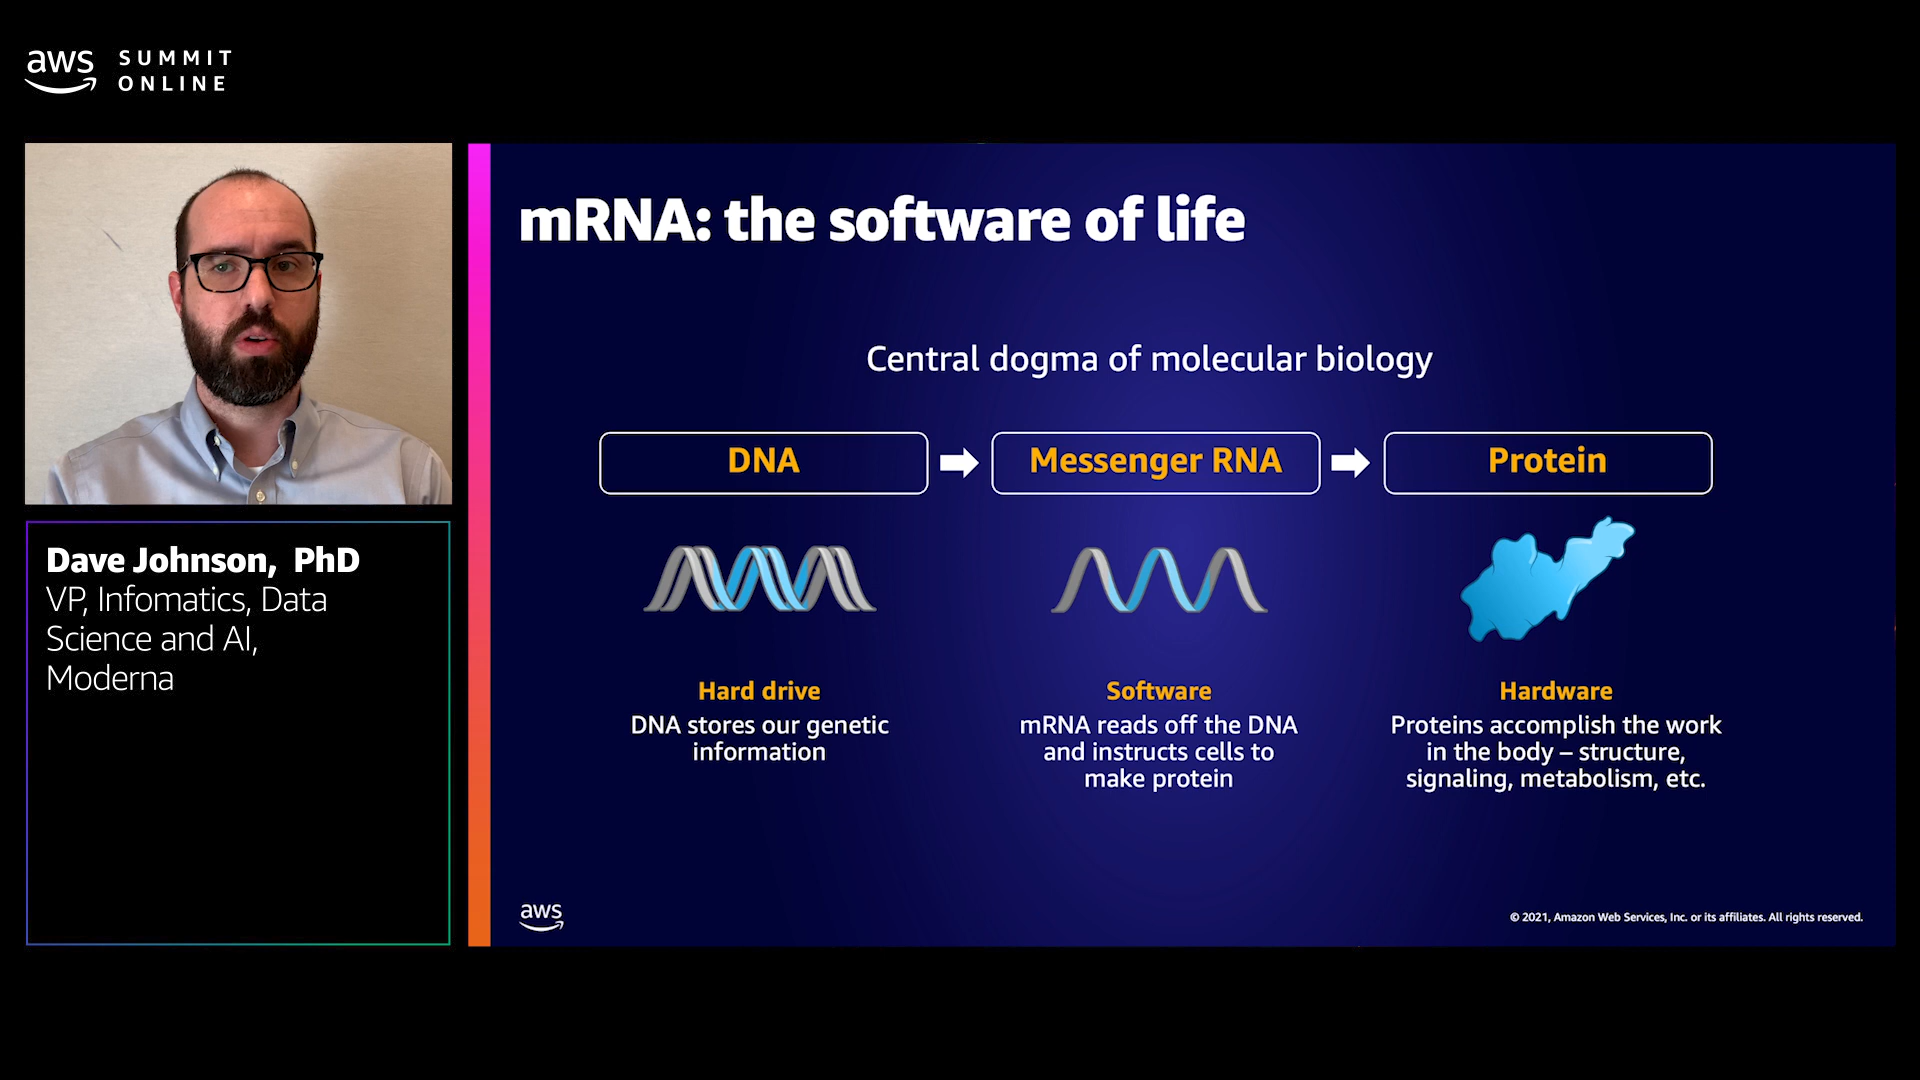 aws SUMMIT
ONLINE
Dave Johnson, PhD
VP, Infomatics, Data
Science and AI,
Moderna
mRNA: the software of life
Central dogma of molecular biology
DNA
Messenger RNA
Protein
Hard drive
DNA stores our genetic
information
Software
mRNA reads off the DNA
and instructs cells to
make protein
Hardware
Proteins accomplish the work
in the body – structure,
signaling, metabolism, etc.
aws
© 2021, Amazon Web Services, Inc. or its affiliates. All rights reserved.